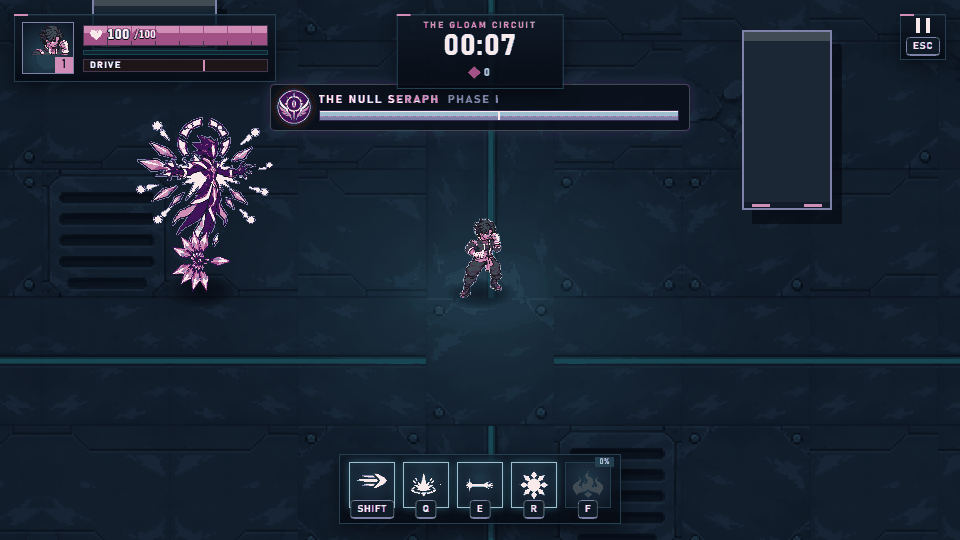 100/100
1
DRIVE
THE GLOAM CIRCUIT
00:07
0
ESC
THE NULL SERAPH PHASE I
SHIFT
Q
E
R
0%
F